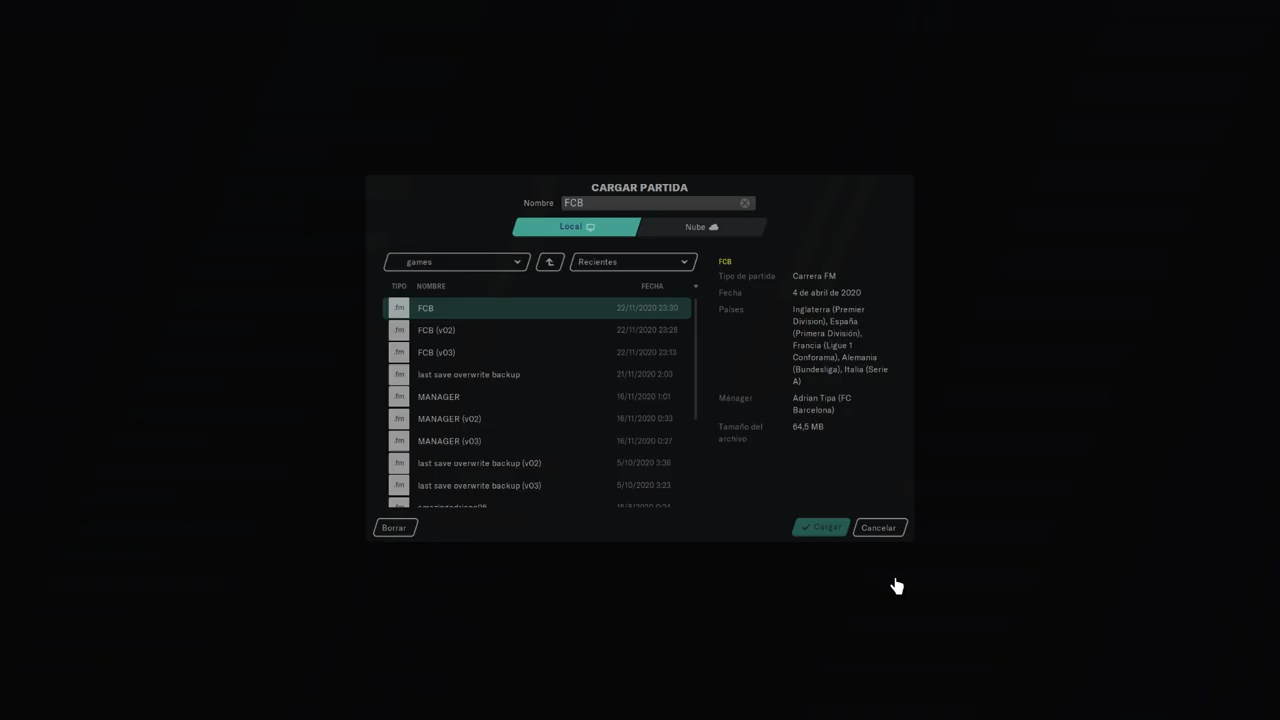 CARGAR PARTIDA
Nombre FCB
Local Nube
games Recientes
TIPO NOMBRE FECHA
.fm FCB 22/11/2020 23:30
.fm FCB (v02) 22/11/2020 23:28
.fm FCB (v03) 22/11/2020 23:13
.fm last save overwrite backup 21/11/2020 2:03
.fm MANAGER 16/11/2020 1:01
.fm MANAGER (v02) 16/11/2020 0:33
.fm MANAGER (v03) 16/11/2020 0:27
.fm last save overwrite backup (v02) 5/10/2020 3:36
.fm last save overwrite backup (v03) 5/10/2020 3:23
FCB
Tipo de partida Carrera FM
Fecha 4 de abril de 2020
Países Inglaterra (Premier
Division), España
(Primera División),
Francia (Ligue 1
Conforama), Alemania
(Bundesliga), Italia (Serie
A)
Mánager Adrian Tipa (FC
Barcelona)
Tamaño del 64,5 MB
archivo
Borrar Cargar Cancelar